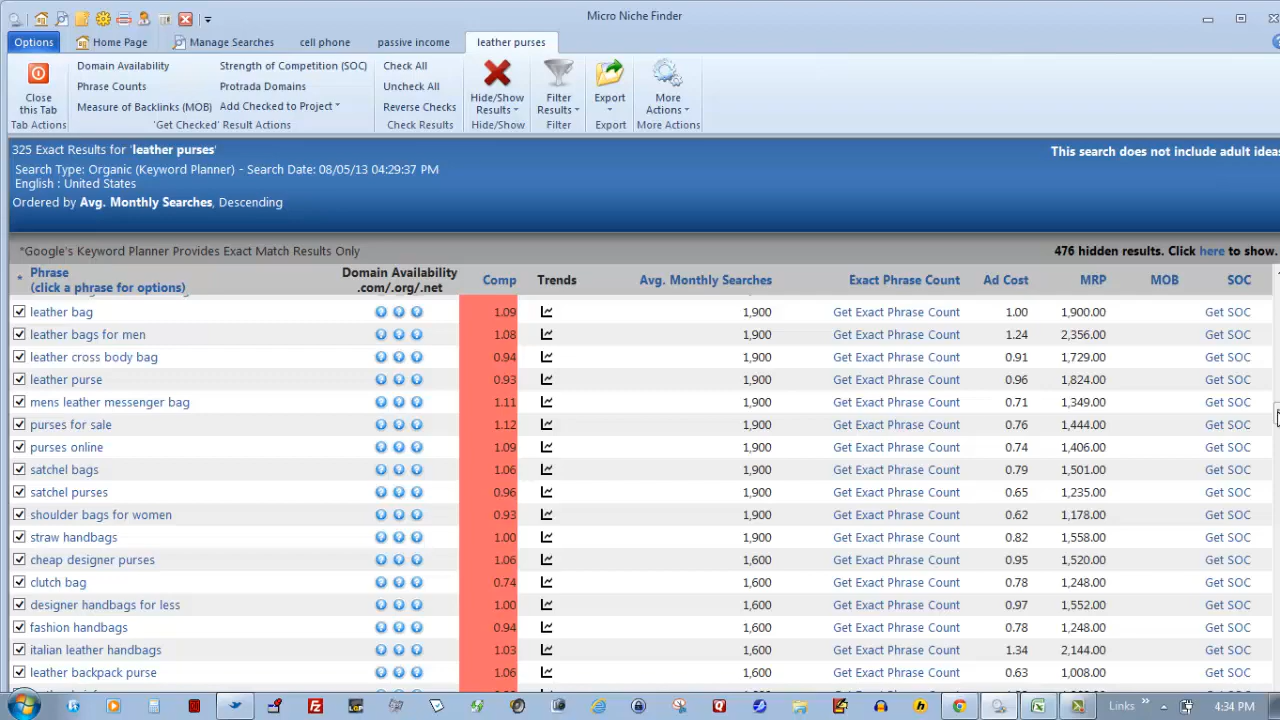 Micro Niche Finder
Options Home Page Manage Searches cell phone passive income leather purses
Domain Availability Strength of Competition (SOC) Check All
Phrase Counts Protrada Domains Uncheck All
Close this Tab Measure of Backlinks (MOB) Add Checked to Project Reverse Checks Hide/Show Results Filter Results Export More Actions
Tab Actions 'Get Checked' Result Actions Check Results Hide/Show Filter Export More Actions
325 Exact Results for 'leather purses' This search does not include adult ideas
Search Type: Organic (Keyword Planner) - Search Date: 08/05/13 04:29:37 PM
English : United States
Ordered by Avg. Monthly Searches, Descending
*Google's Keyword Planner Provides Exact Match Results Only 476 hidden results. Click here to show.
* Phrase (click a phrase for options) Domain Availability .com/.org/.net Comp Trends Avg. Monthly Searches Exact Phrase Count Ad Cost MRP MOB SOC
leather bag 1.09 1,900 Get Exact Phrase Count 1.00 1,900.00 Get SOC
leather bags for men 1.08 1,900 Get Exact Phrase Count 1.24 2,356.00 Get SOC
leather cross body bag 0.94 1,900 Get Exact Phrase Count 0.91 1,729.00 Get SOC
leather purse 0.93 1,900 Get Exact Phrase Count 0.96 1,824.00 Get SOC
mens leather messenger bag 1.11 1,900 Get Exact Phrase Count 0.71 1,349.00 Get SOC
purses for sale 1.12 1,900 Get Exact Phrase Count 0.76 1,444.00 Get SOC
purses online 1.09 1,900 Get Exact Phrase Count 0.74 1,406.00 Get SOC
satchel bags 1.06 1,900 Get Exact Phrase Count 0.79 1,501.00 Get SOC
satchel purses 0.96 1,900 Get Exact Phrase Count 0.65 1,235.00 Get SOC
shoulder bags for women 0.93 1,900 Get Exact Phrase Count 0.62 1,178.00 Get SOC
straw handbags 1.00 1,900 Get Exact Phrase Count 0.82 1,558.00 Get SOC
cheap designer purses 1.06 1,600 Get Exact Phrase Count 0.95 1,520.00 Get SOC
clutch bag 0.74 1,600 Get Exact Phrase Count 0.78 1,248.00 Get SOC
designer handbags for less 1.00 1,600 Get Exact Phrase Count 0.97 1,552.00 Get SOC
fashion handbags 0.94 1,600 Get Exact Phrase Count 0.78 1,248.00 Get SOC
italian leather handbags 1.03 1,600 Get Exact Phrase Count 1.34 2,144.00 Get SOC
leather backpack purse 1.06 1,600 Get Exact Phrase Count 0.63 1,008.00 Get SOC
Links 4:34 PM